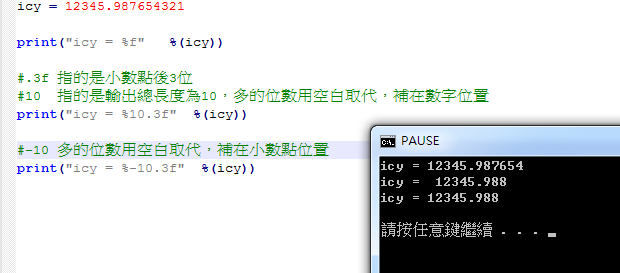 icy = 12345.987654321
print("icy = %f"   %(icy))
#.3f 指的是小數點後3位
#10  指的是輸出總長度為10，多的位數用空白取代，補在數字位置
print("icy = %10.3f"  %(icy))
#-10 多的位數用空白取代，補在小數點位置
print("icy = %-10.3f"  %(icy))
C:\. PAUSE
icy = 12345.987654
icy =  12345.988
icy = 12345.988
請按任意鍵繼續 . . . _